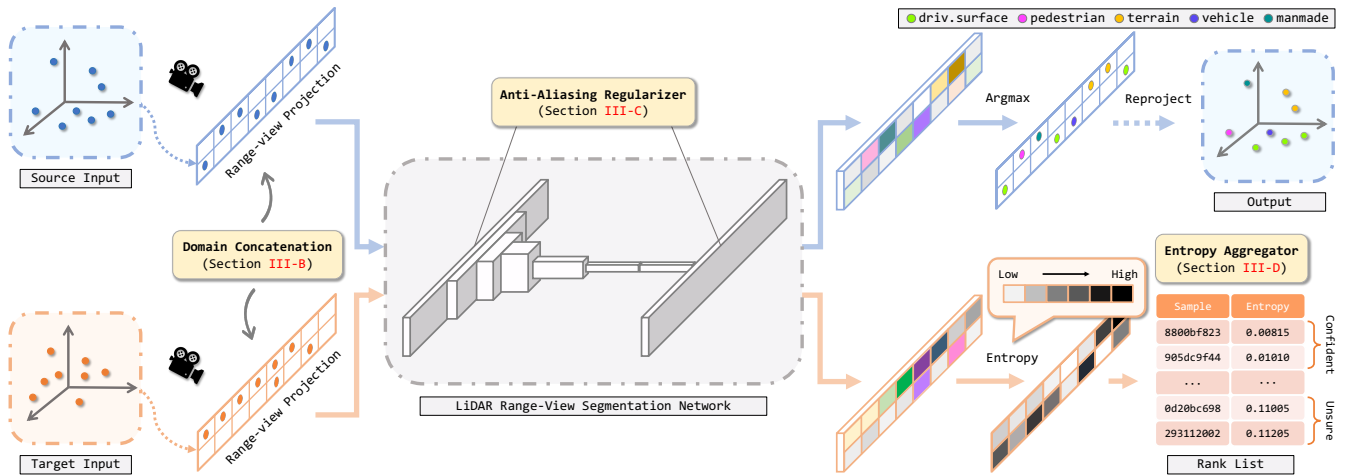 driv.surface pedestrian terrain vehicle manmade
Range-view Projection
Source Input
Anti-Aliasing Regularizer
(Section III-C)
Argmax
Reproject
Output
Domain Concatenation
(Section III-B)
Range-view Projection
Target Input
LiDAR Range-View Segmentation Network
Low
High
Entropy
Entropy Aggregator
(Section III-D)
Sample Entropy
8800bf823 0.00815
905dc9f44 0.01010
... ...
0d20bc698 0.11005
293112002 0.11205
Confident
Unsure
Rank List